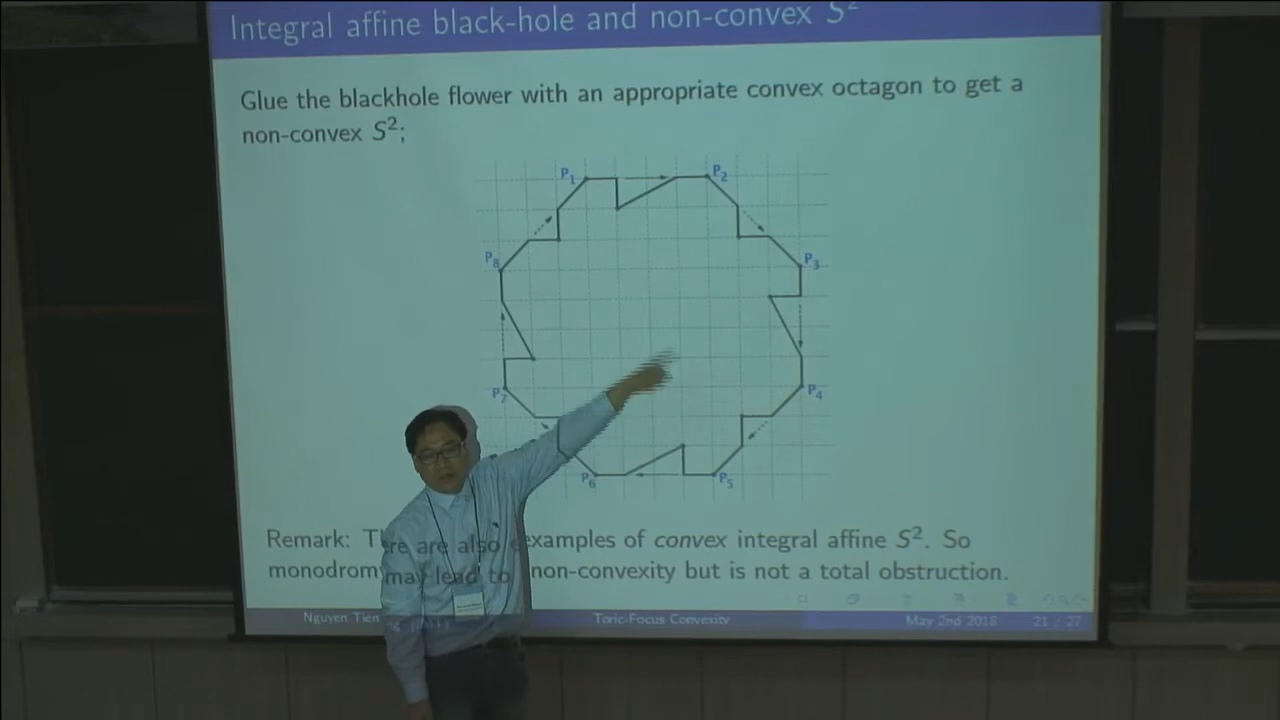 Integral affine black-hole and non-convex S²
Glue the blackhole flower with an appropriate convex octagon to get a
non-convex S²;
P₁
P₂
P₈
P₃
P₇
P₄
P₆
P₅
Remark: There are also examples of convex integral affine S². So
monodromy may lead to non-convexity but is not a total obstruction.
Nguyen Tien
Toric-Focus Convexity
May 2nd 2018
21 / 27